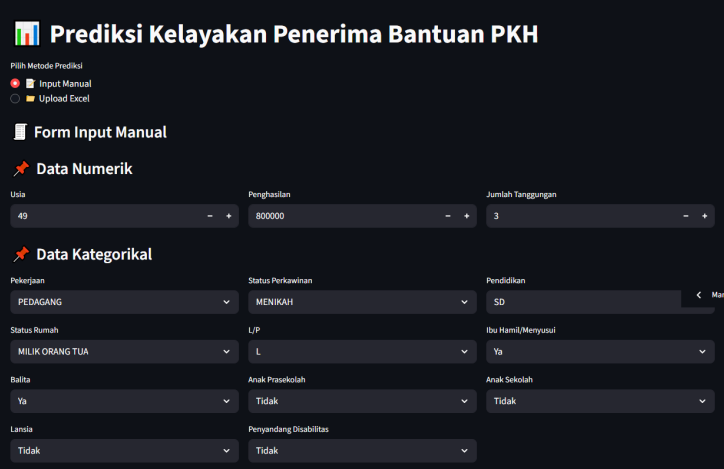 Prediksi Kelayakan Penerima Bantuan PKH
Pilih Metode Prediksi
Input Manual
Upload Excel
Form Input Manual
Data Numerik
Usia Penghasilan Jumlah Tanggungan
49 − + 800000 − + 3 − +
Data Kategorikal
Pekerjaan Status Perkawinan Pendidikan
PEDAGANG MENIKAH SD
Status Rumah L/P Ibu Hamil/Menyusui
MILIK ORANG TUA L Ya
Balita Anak Prasekolah Anak Sekolah
Ya Tidak Tidak
Lansia Penyandang Disabilitas
Tidak Tidak